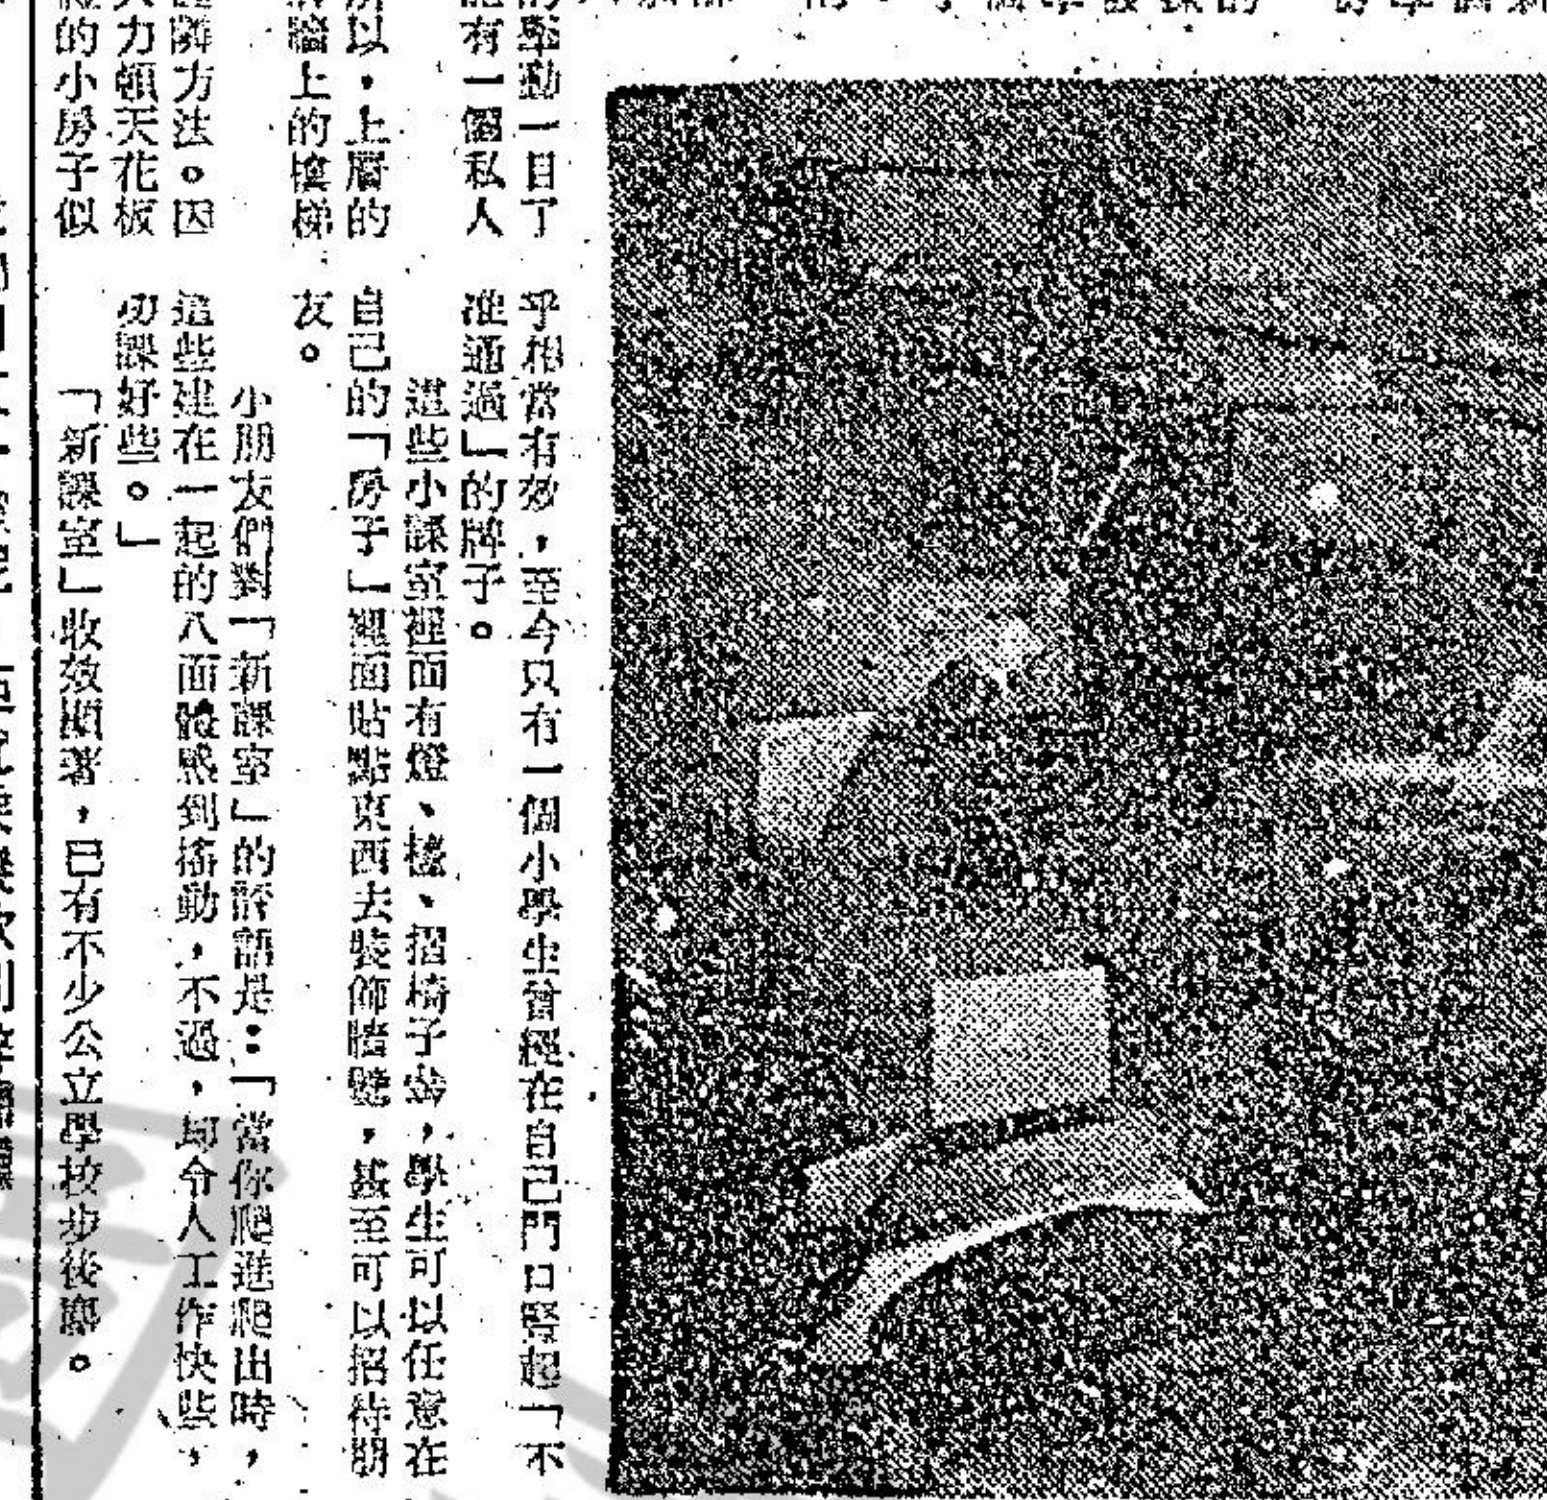 的舉動一目了
能有一個私人
所以，上層的
牆上的樓梯
隣方法。因
力頓天花板
的小房子似
乎相當有效，至今只有一個小學生曾經在自己門口豎起「不
准通過」的牌子。
這些小課室裡面有燈、檯、摺椅子等，學生可以任意在
自己的「房子」裡面貼點東西去裝飾牆壁，甚至可以招待朋
友。
小朋友們對「新課室」的評語是：「當你爬進爬出時，
這些建在一起的八面體感到搖動，不過，却令人工作快些，
功課好些。」
「新課室」收效顯著，已有不少公立學校步後塵。